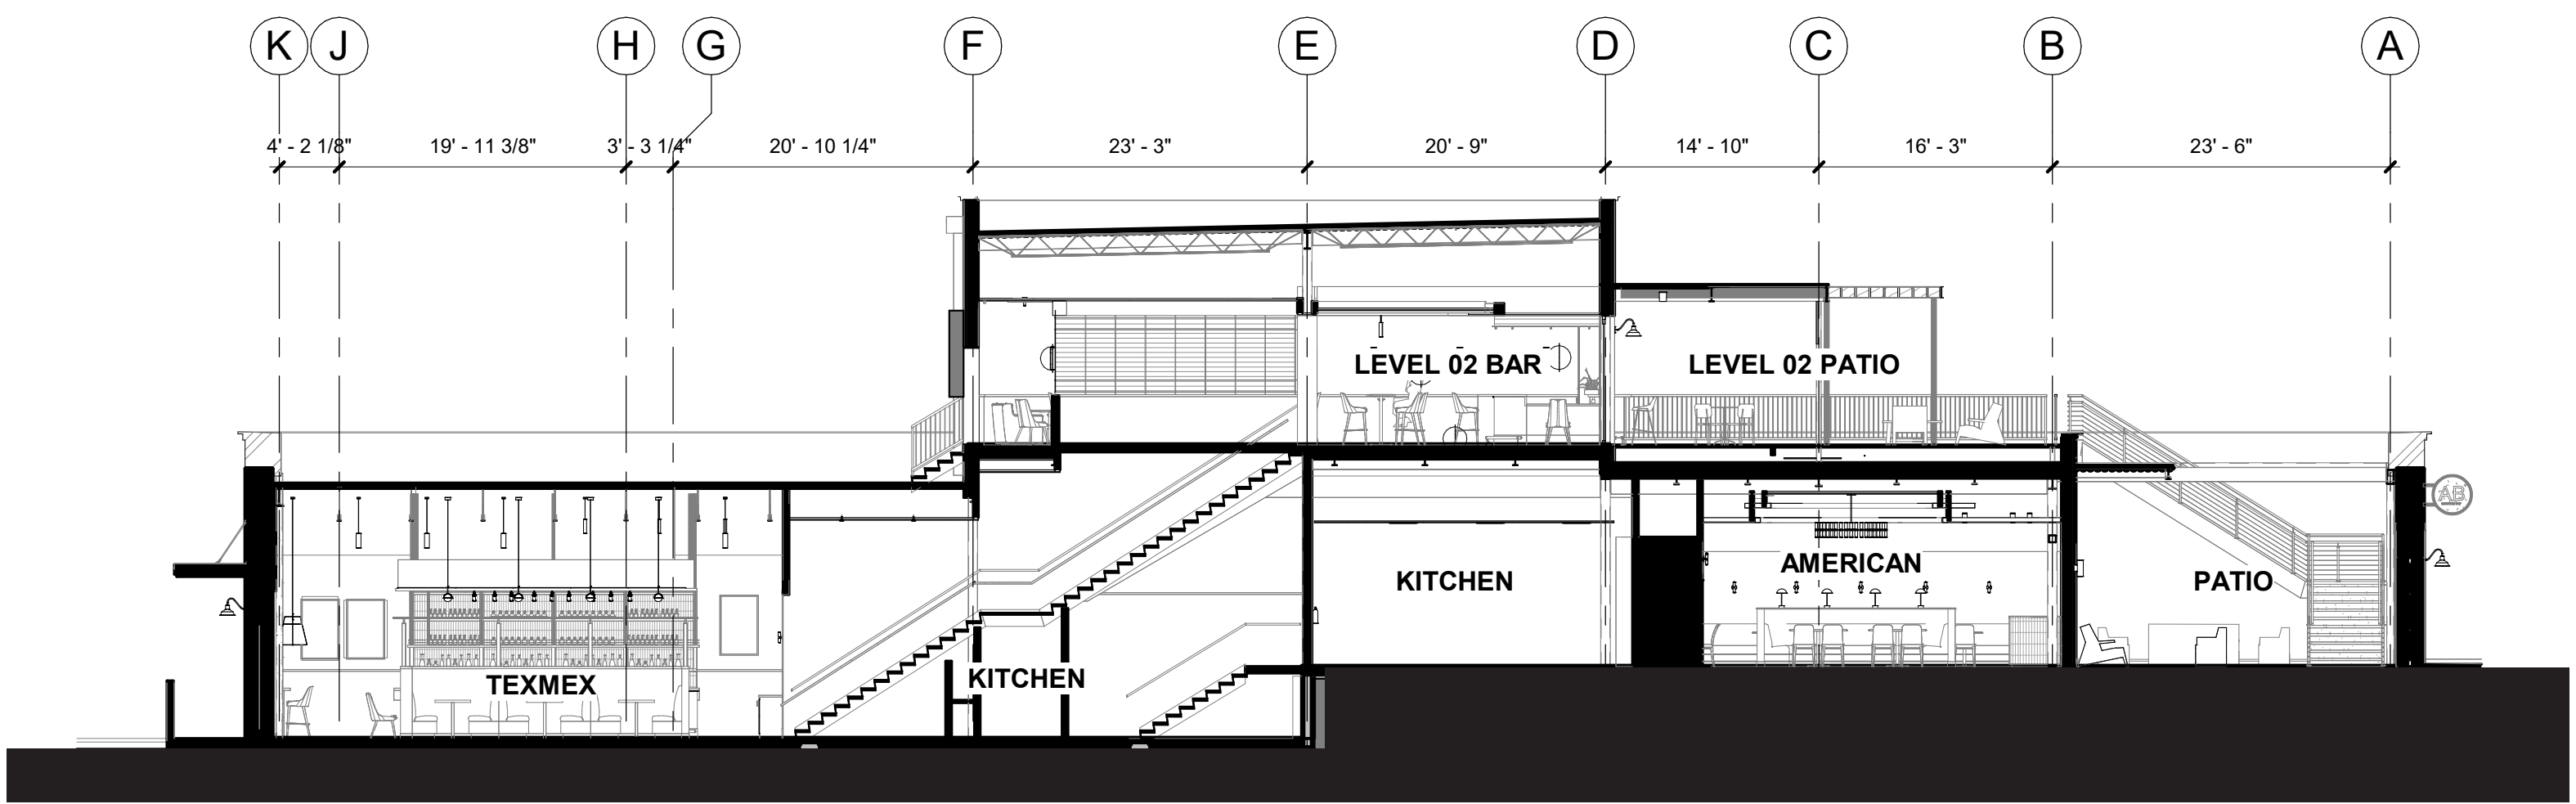 K J H G F E D C B A
4' - 2 1/8" 19' - 11 3/8" 3' - 3 1/4" 20' - 10 1/4" 23' - 3" 20' - 9" 14' - 10" 16' - 3" 23' - 6"
LEVEL 02 BAR LEVEL 02 PATIO
AB
KITCHEN AMERICAN PATIO
TEXMEX KITCHEN